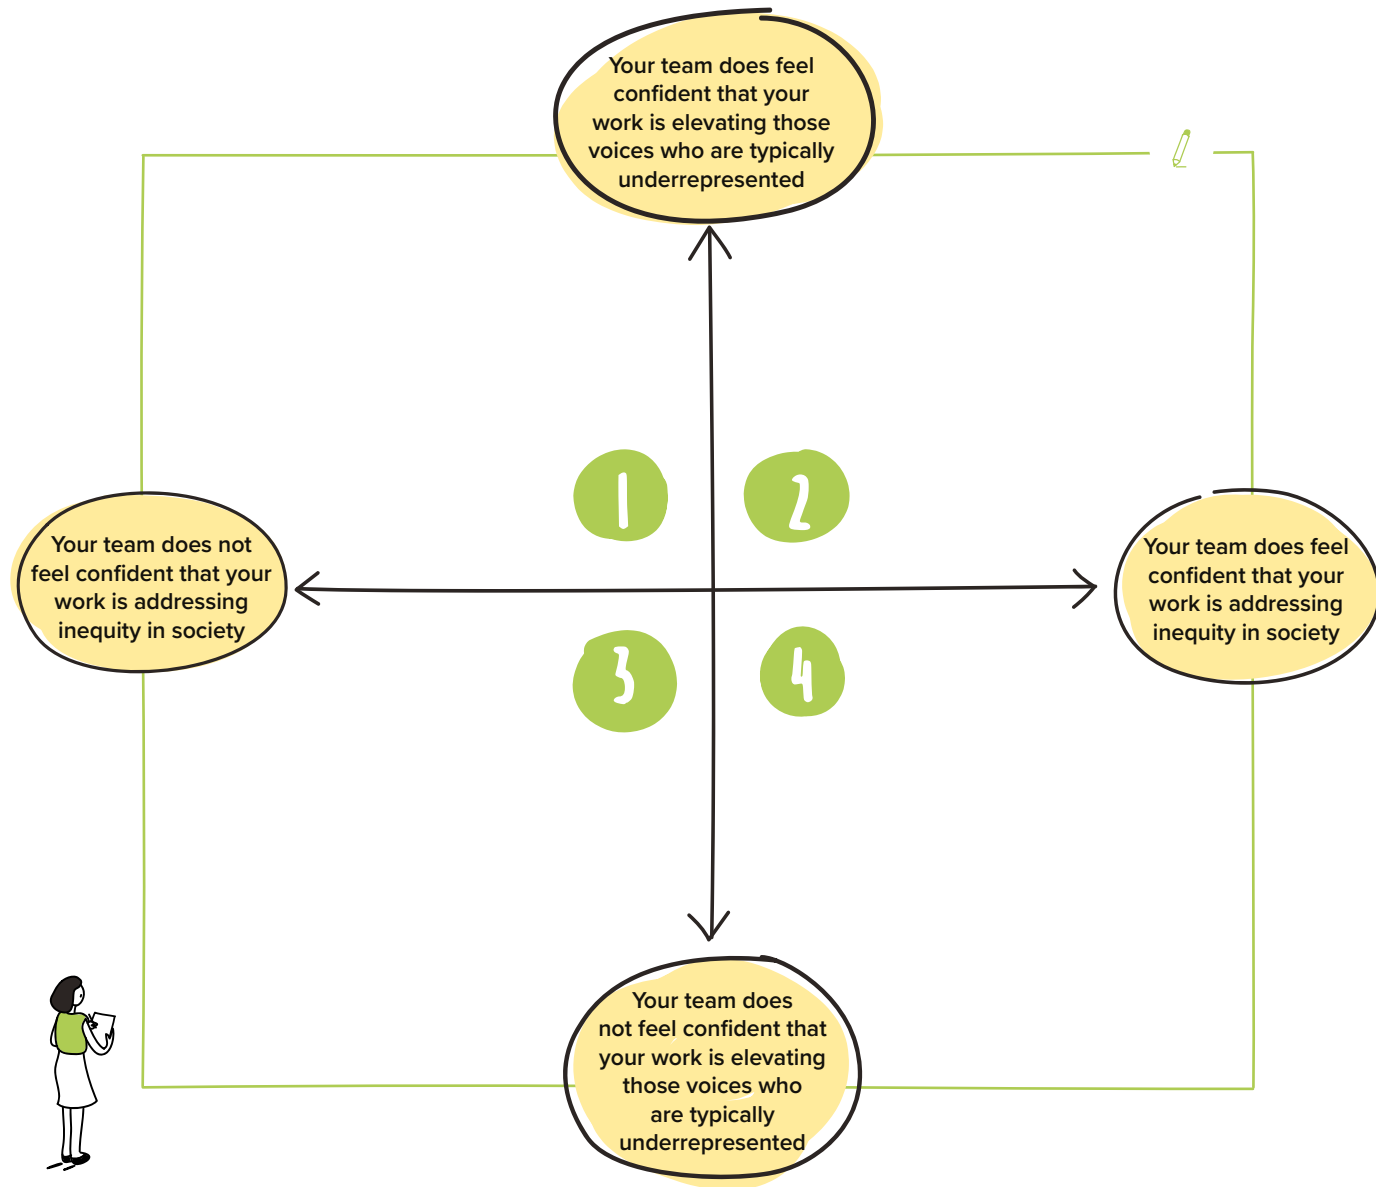 Your team does feel
confident that your
work is elevating those
voices who are typically
underrepresented
1
2
Your team does not
feel confident that your
work is addressing
inequity in society
Your team does feel
confident that your
work is addressing
inequity in society
3
4
Your team does
not feel confident that
your work is elevating
those voices who
are typically
underrepresented